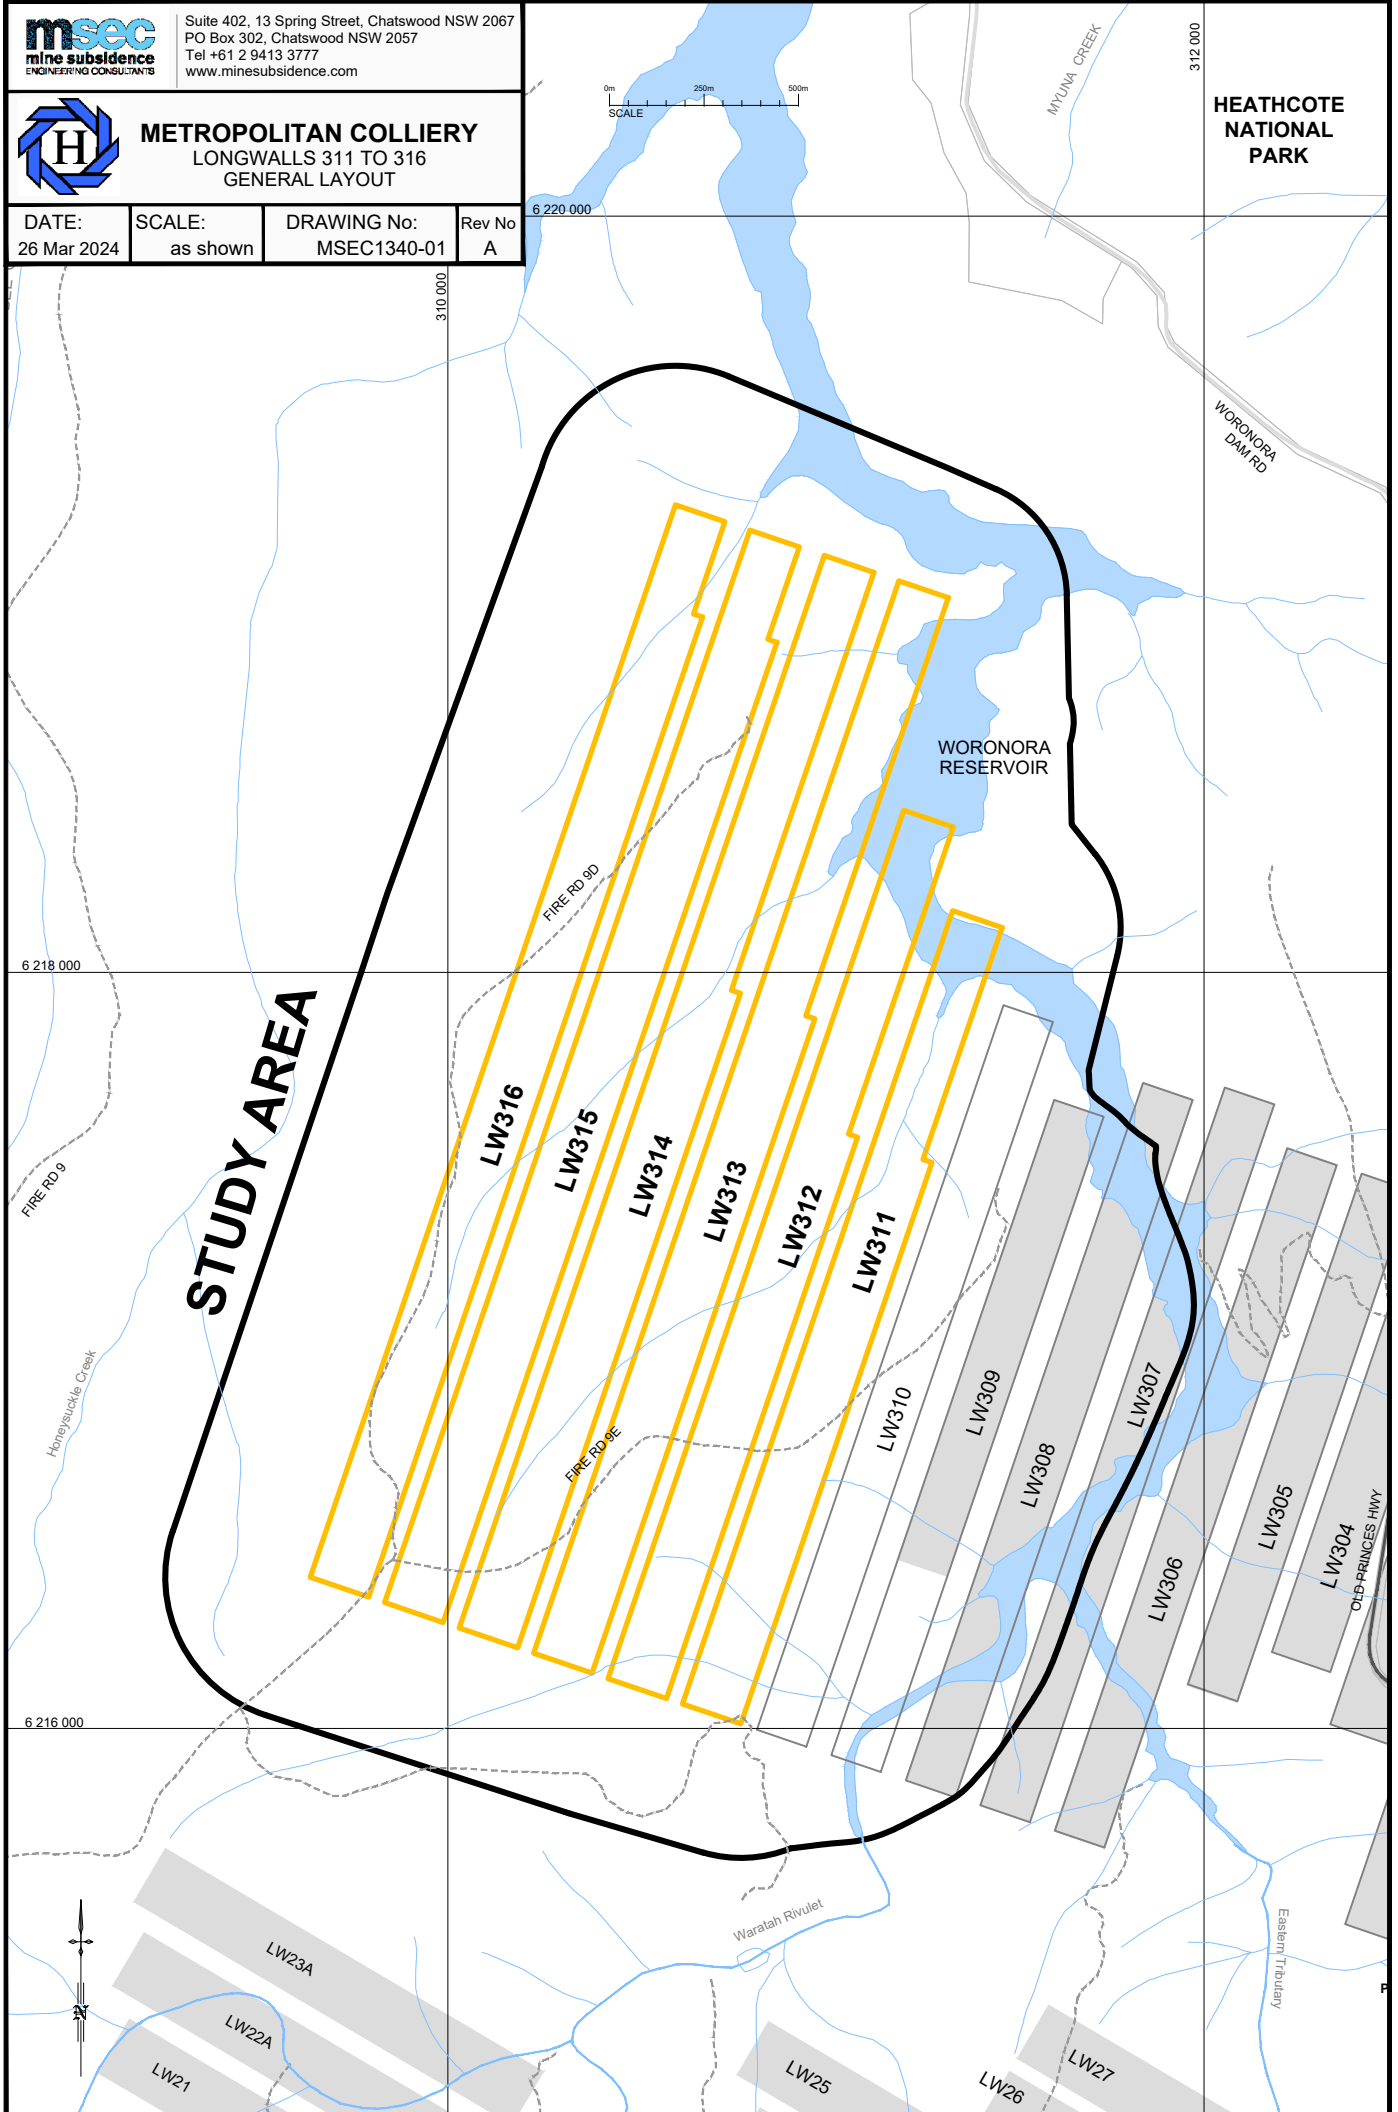 msec
mine subsidence
ENGINEERING CONSULTANTS
Suite 402, 13 Spring Street, Chatswood NSW 2067
PO Box 302, Chatswood NSW 2057
Tel +61 2 9413 3777
www.minesubsidence.com
H
METROPOLITAN COLLIERY
LONGWALLS 311 TO 316
GENERAL LAYOUT
DATE:
26 Mar 2024
SCALE:
as shown
DRAWING No:
MSEC1340-01
Rev No
A
0m 250m 500m
SCALE
MYUNA CREEK
312 000
HEATHCOTE
NATIONAL
PARK
6 220 000
310 000
WORONORA
DAM RD
WORONORA
RESERVOIR
FIRE RD 9D
6 218 000
STUDY AREA
FIRE RD 9
LW316
LW315
LW314
LW313
LW312
LW311
LW310
LW309
LW308
LW307
LW306
LW305
LW304
OLD PRINCES HWY
Honeysuckle Creek
FIRE RD 9E
6 216 000
Waratah Rivulet
Eastern Tributary
LW23A
LW22A
LW21
LW25
LW26
LW27
N
P